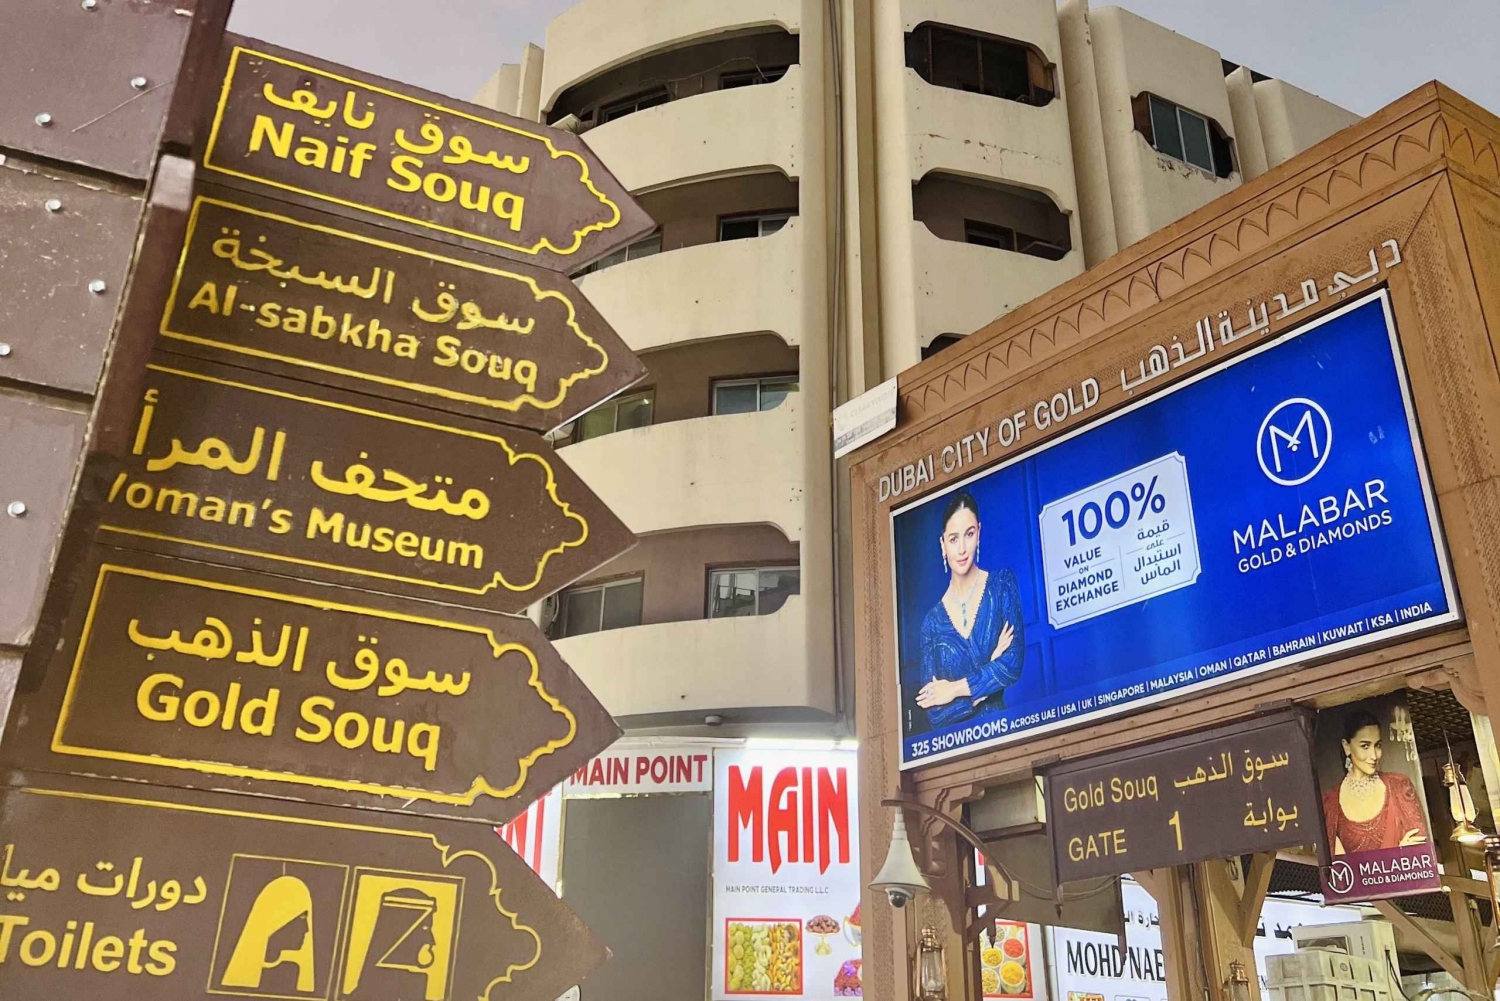 سوق نايف
Naif Souq
سوق السبخة
Al-sabkha Souq
متحف المرأ
oman's Museum
سوق الذهب
Gold Souq
دورات ميا
Toilets
MAIN POINT
MAIN
MAIN POINT GENERAL TRADING L.L.C
DUBAI CITY OF GOLD دبي مدينة الذهب
100%
VALUE
ON
DIAMOND
EXCHANGE
قيمة
على
استبدال
الماس
MALABAR
GOLD & DIAMONDS
325 SHOWROOMS ACROSS UAE | USA | UK | SINGAPORE | MALAYSIA | OMAN | QATAR | BAHRAIN | KUWAIT | KSA | INDIA
Gold Souq سوق الذهب
GATE 1 بوابة
MALABAR
GOLD & DIAMONDS
MOHD NAE